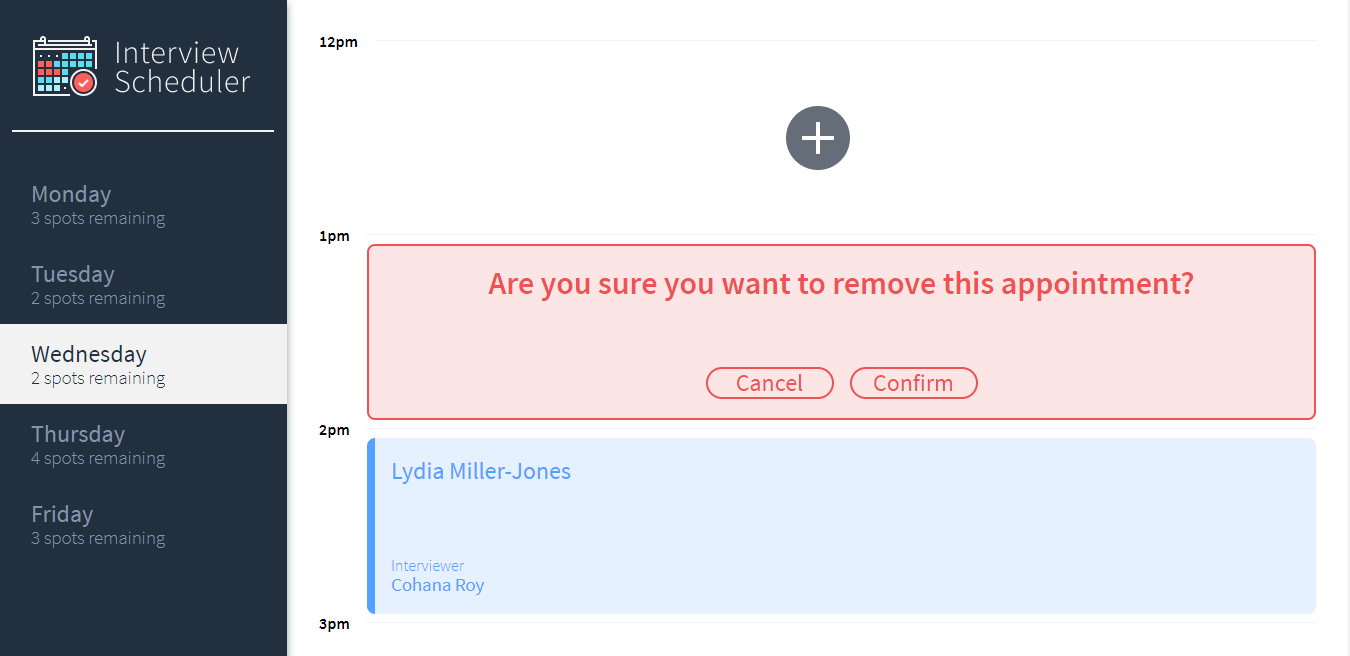 Interview
Scheduler
Monday
3 spots remaining
Tuesday
2 spots remaining
Wednesday
2 spots remaining
Thursday
4 spots remaining
Friday
3 spots remaining
12pm
1pm
Are you sure you want to remove this appointment?
Cancel Confirm
2pm
Lydia Miller-Jones
Interviewer
Cohana Roy
3pm